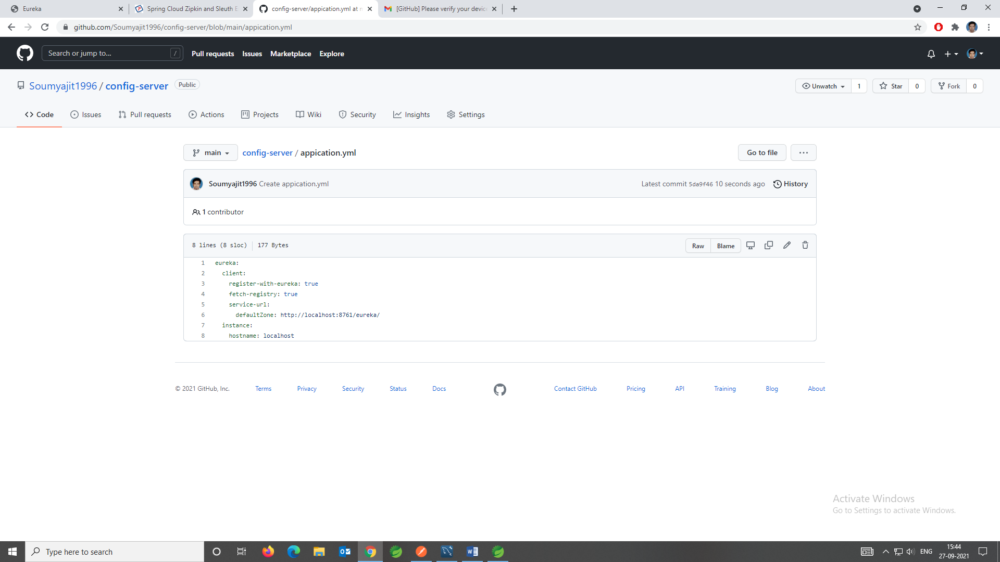 Eureka
Spring Cloud Zipkin and Sleuth E
config-server/appication.yml at m
[GitHub] Please verify your device
github.com/Soumyajit1996/config-server/blob/main/appication.yml
Search or jump to...
/
Pull requests
Issues
Marketplace
Explore
Soumyajit1996 / config-server
Public
Unwatch
1
Star
0
Fork
0
Code
Issues
Pull requests
Actions
Projects
Wiki
Security
Insights
Settings
main
config-server / appication.yml
Go to file
Soumyajit1996 Create appication.yml
Latest commit 5da9f46 10 seconds ago
History
1 contributor
8 lines (8 sloc)
177 Bytes
Raw
Blame
1 eureka:
2 client:
3 register-with-eureka: true
4 fetch-registry: true
5 service-url:
6 defaultZone: http://localhost:8761/eureka/
7 instance:
8 hostname: localhost
© 2021 GitHub, Inc.
Terms
Privacy
Security
Status
Docs
Contact GitHub
Pricing
API
Training
Blog
About
Activate Windows
Go to Settings to activate Windows.
Type here to search
ENG
15:44
27-09-2021